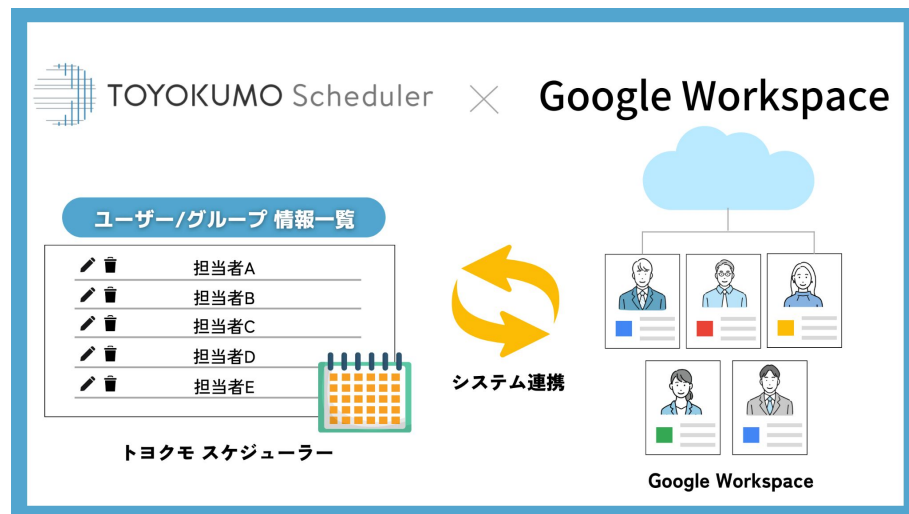 TOYOKUMO Scheduler × Google Workspace
ユーザー/グループ 情報一覧
担当者A
担当者B
担当者C
担当者D
担当者E
トヨクモ スケジューラー
システム連携
Google Workspace